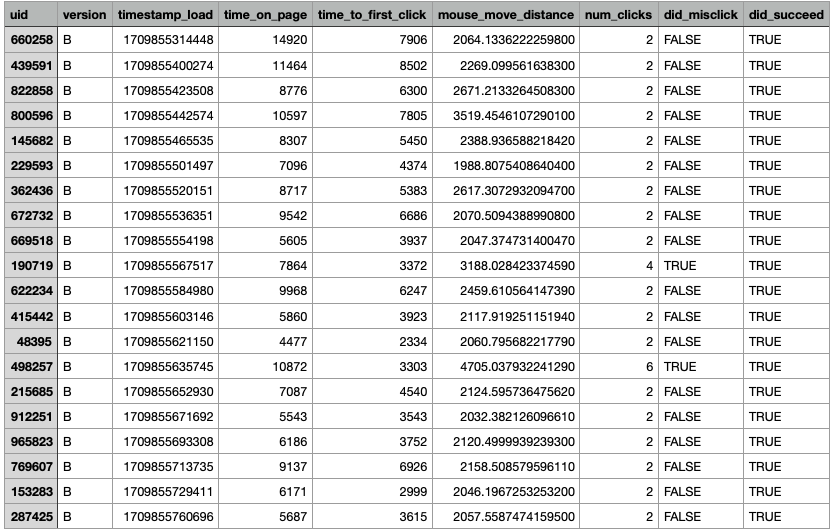 uid version timestamp_load time_on_page time_to_first_click mouse_move_distance num_clicks did_misclick did_succeed
660258 B 1709855314448 14920 7906 2064.1336222259800 2 FALSE TRUE
439591 B 1709855400274 11464 8502 2269.099561638300 2 FALSE TRUE
822858 B 1709855423508 8776 6300 2671.2133264508300 2 FALSE TRUE
800596 B 1709855442574 10597 7805 3519.4546107290100 2 FALSE TRUE
145682 B 1709855465535 8307 5450 2388.936588218420 2 FALSE TRUE
229593 B 1709855501497 7096 4374 1988.8075408640400 2 FALSE TRUE
362436 B 1709855520151 8717 5383 2617.3072932094700 2 FALSE TRUE
672732 B 1709855536351 9542 6686 2070.5094388990800 2 FALSE TRUE
669518 B 1709855554198 5605 3937 2047.374731400470 2 FALSE TRUE
190719 B 1709855567517 7864 3372 3188.028423374590 4 TRUE TRUE
622234 B 1709855584980 9968 6247 2459.610564147390 2 FALSE TRUE
415442 B 1709855603146 5860 3923 2117.919251151940 2 FALSE TRUE
48395 B 1709855621150 4477 2334 2060.795682217790 2 FALSE TRUE
498257 B 1709855635745 10872 3303 4705.037932241290 6 TRUE TRUE
215685 B 1709855652930 7087 4540 2124.595736475620 2 FALSE TRUE
912251 B 1709855671692 5543 3543 2032.382126096610 2 FALSE TRUE
965823 B 1709855693308 6186 3752 2120.4999939239300 2 FALSE TRUE
769607 B 1709855713735 9137 6926 2158.508579596110 2 FALSE TRUE
153283 B 1709855729411 6171 2999 2046.1967253253200 2 FALSE TRUE
287425 B 1709855760696 5687 3615 2057.5587474159500 2 FALSE TRUE